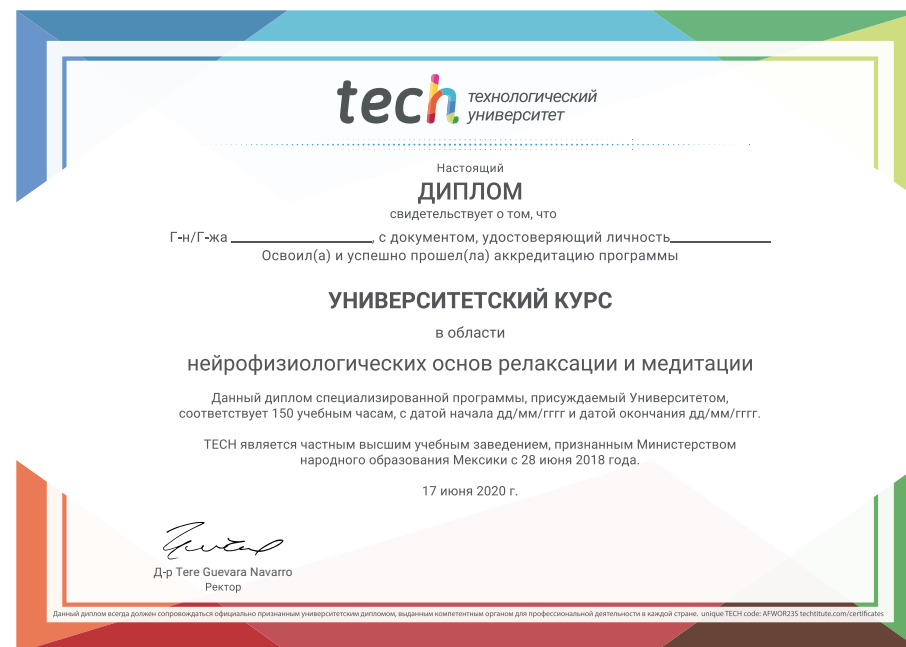 tech технологический
университет
Настоящий
ДИПЛОМ
свидетельствует о том, что
Г-н/Г-жа ____________________, с документом, удостоверяющий личность______________
Освоил(а) и успешно прошел(ла) аккредитацию программы
УНИВЕРСИТЕТСКИЙ КУРС
в области
нейрофизиологических основ релаксации и медитации
Данный диплом специализированной программы, присуждаемый Университетом,
соответствует 150 учебным часам, с датой начала дд/мм/гггг и датой окончания дд/мм/гггг.
TECH является частным высшим учебным заведением, признанным Министерством
народного образования Мексики с 28 июня 2018 года.
17 июня 2020 г.
Д-р Tere Guevara Navarro
Ректор
Данный диплом всегда должен сопровождаться официально признанным университетским дипломом, выданным компетентным органом для профессиональной деятельности в каждой стране. unique TECH code: AFWOR23S techtitute.com/certificates